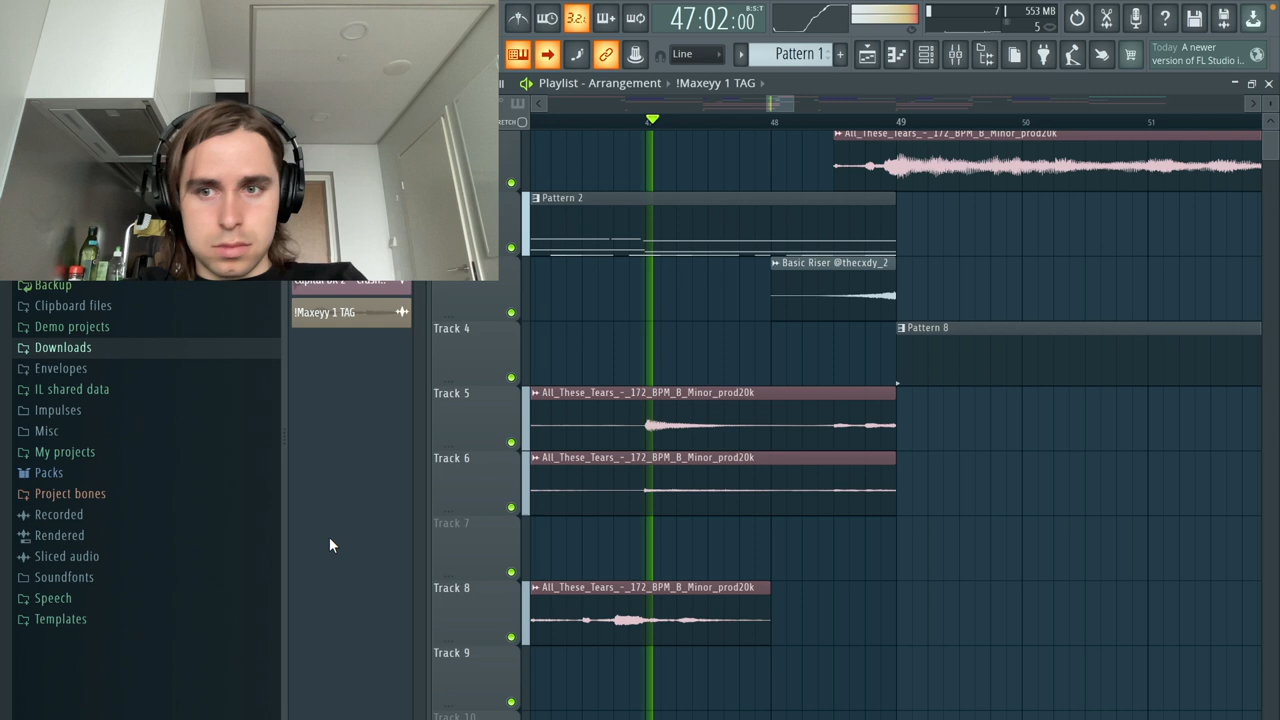 3.2.
47:02:00
B:S:T
7
553 MB
5
Line
Pattern 1
+
Today A newer
version of FL Studio i..
Playlist - Arrangement › !Maxeyy 1 TAG ›
48
49
50
51
All_These_Tears_-_172_BPM_B_Minor_prod20k
Pattern 2
Basic Riser @thecxdy_2
Track 4
Pattern 8
Track 5
All_These_Tears_-_172_BPM_B_Minor_prod20k
Track 6
All_These_Tears_-_172_BPM_B_Minor_prod20k
Track 7
Track 8
All_These_Tears_-_172_BPM_B_Minor_prod20k
Track 9
Track 10
Backup
Clipboard files
Demo projects
Downloads
Envelopes
IL shared data
Impulses
Misc
My projects
Packs
Project bones
Recorded
Rendered
Sliced audio
Soundfonts
Speech
Templates
!Maxeyy 1 TAG